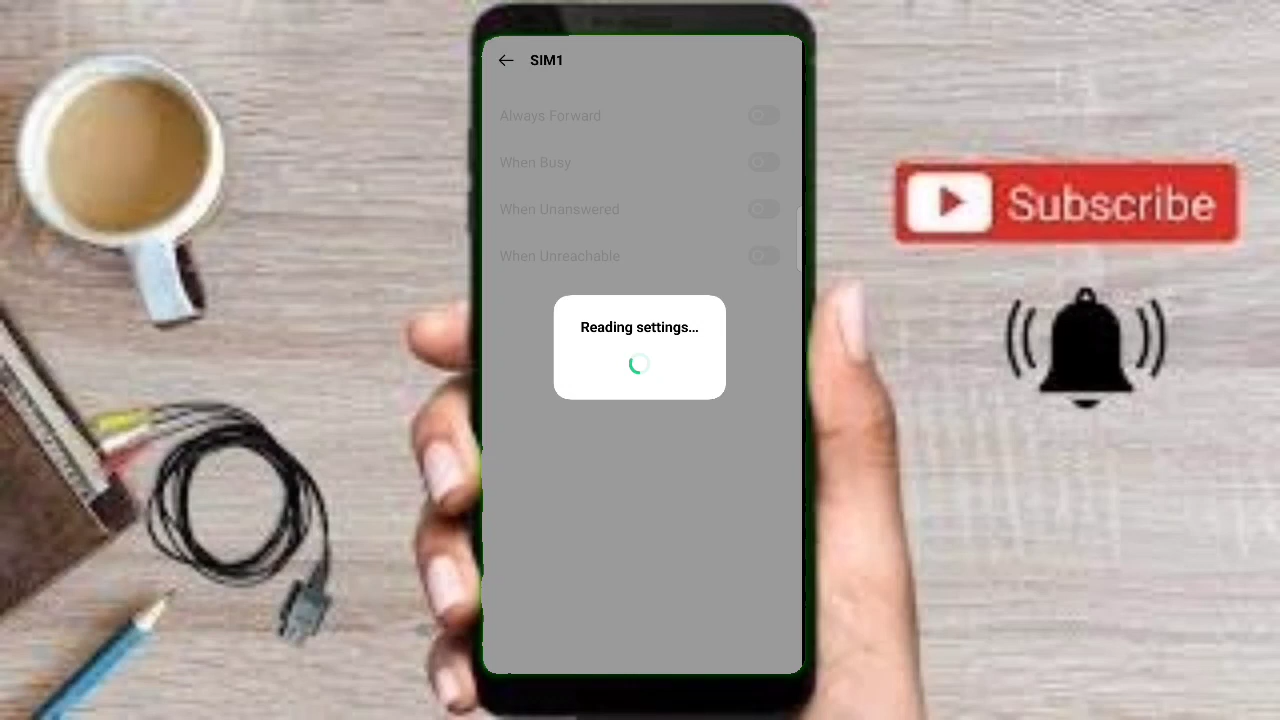 SIM1
Always Forward
When Busy
When Unanswered
When Unreachable
Reading settings...
Subscribe